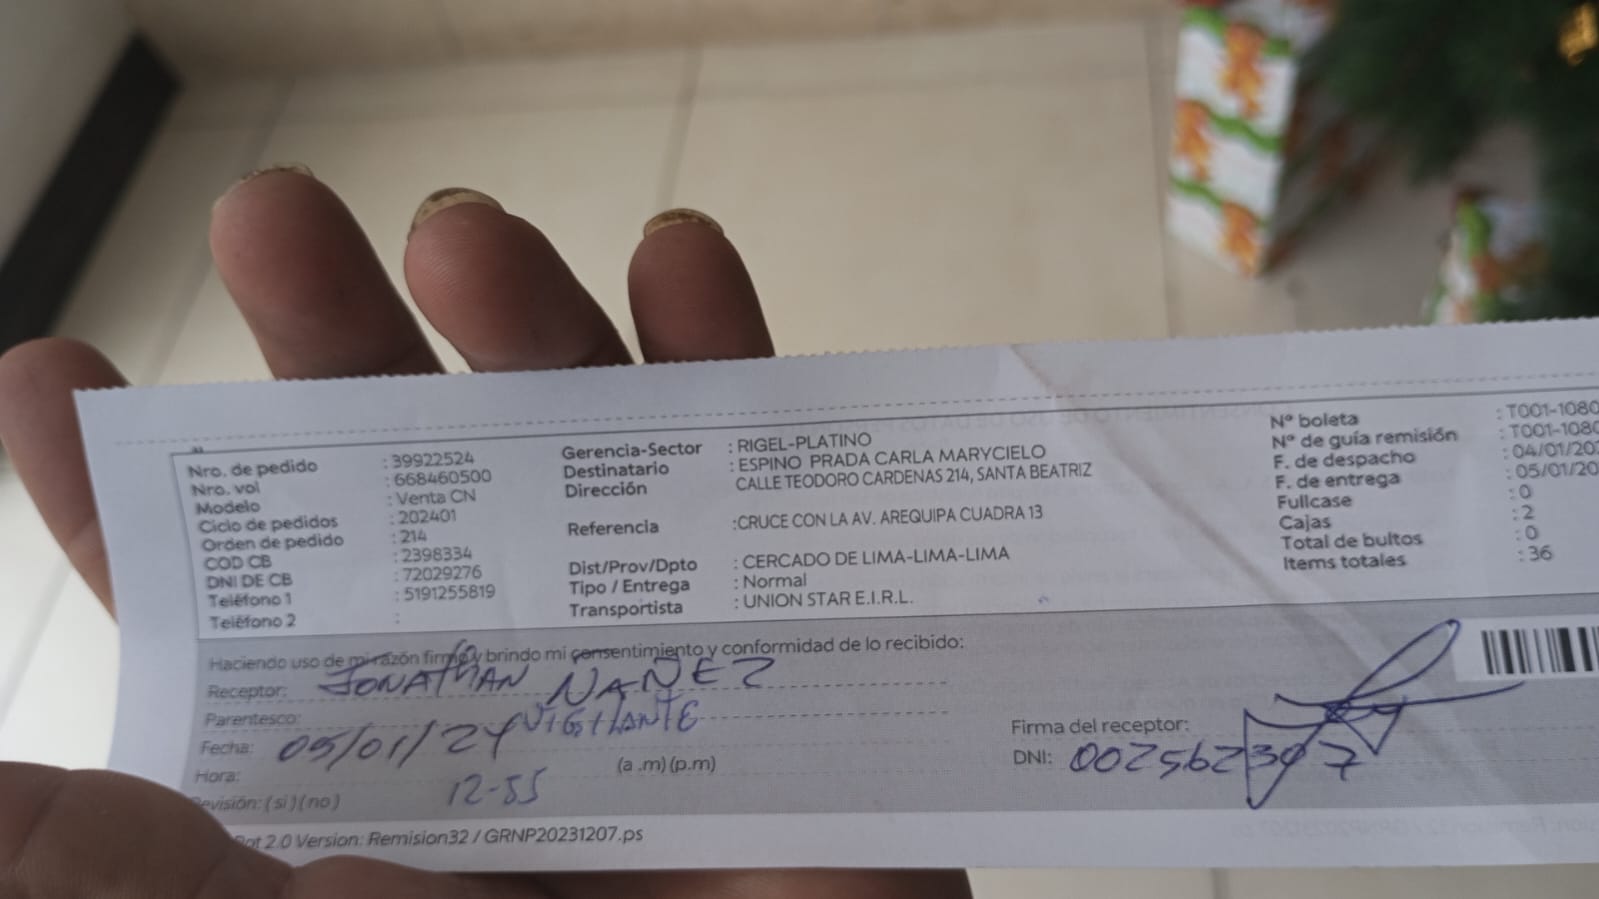 Nro. de pedido : 39922524
Nro. vol : 668460500
Modelo : Venta CN
Ciclo de pedidos : 202401
Orden de pedido : 214
COD CB : 2398334
DNI DE CB : 72029276
Teléfono 1 : 5191255819
Teléfono 2 :
Gerencia-Sector : RIGEL-PLATINO
Destinatario : ESPINO PRADA CARLA MARYCIELO
Dirección CALLE TEODORO CARDENAS 214, SANTA BEATRIZ
Referencia :CRUCE CON LA AV. AREQUIPA CUADRA 13
Dist/Prov/Dpto : CERCADO DE LIMA-LIMA-LIMA
Tipo / Entrega : Normal
Transportista : UNION STAR E.I.R.L.
Nº boleta : T001-1080
Nº de guía remisión : T001-1080
F. de despacho : 04/01/202
F. de entrega : 05/01/20
Fullcase : 0
Cajas : 2
Total de bultos : 0
Items totales : 36
Haciendo uso de mi razón firmo y brindo mi consentimiento y conformidad de lo recibido:
Receptor: JONATHAN NAÑEZ
Parentesco: VIGILANTE
Fecha: 05/01/24
Hora: 12-55 (a .m) (p.m)
Revisión: ( si ) ( no )
Firma del receptor:
DNI: 002562397
2.0 Version: Remision32 / GRNP20231207.ps